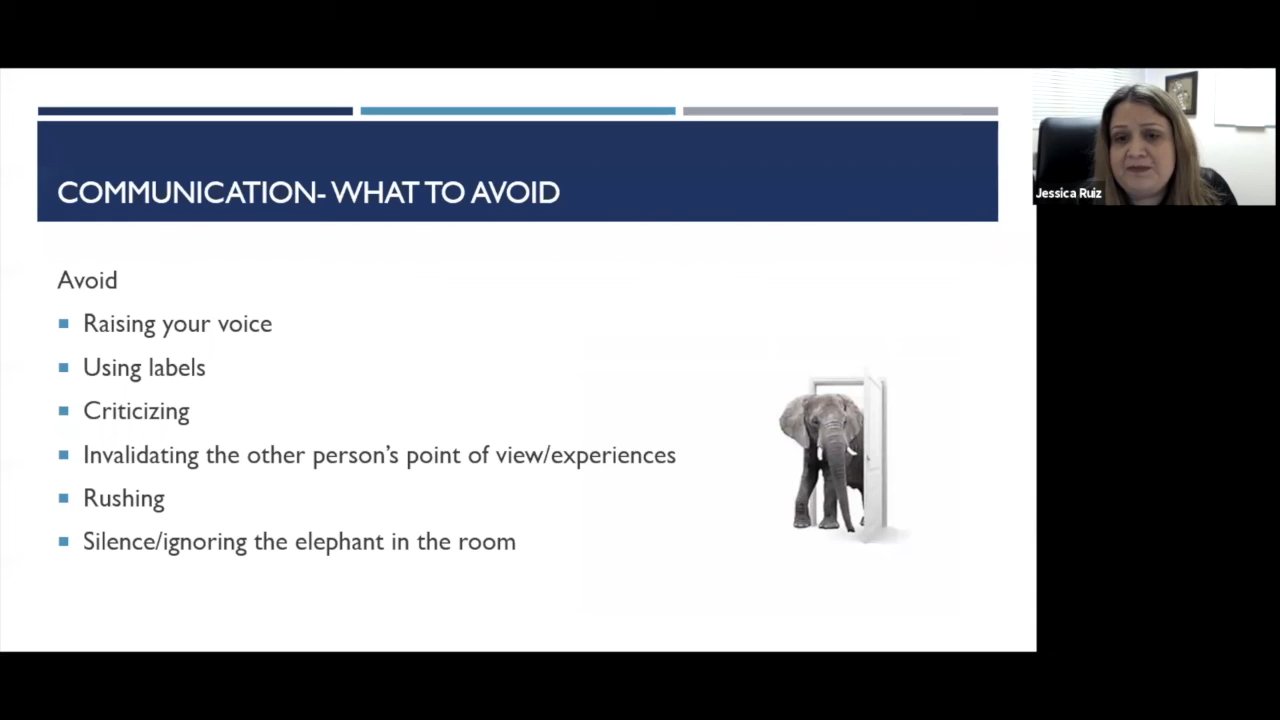 COMMUNICATION- WHAT TO AVOID
Avoid
Raising your voice
Using labels
Criticizing
Invalidating the other person's point of view/experiences
Rushing
Silence/ignoring the elephant in the room
Jessica Ruiz